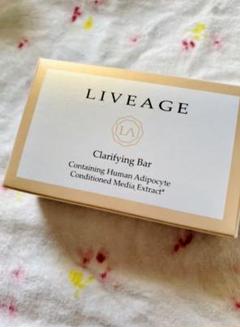 LIVEAGE
LA
Clarifying Bar
Containing Human Adipocyte
Conditioned Media Extract*